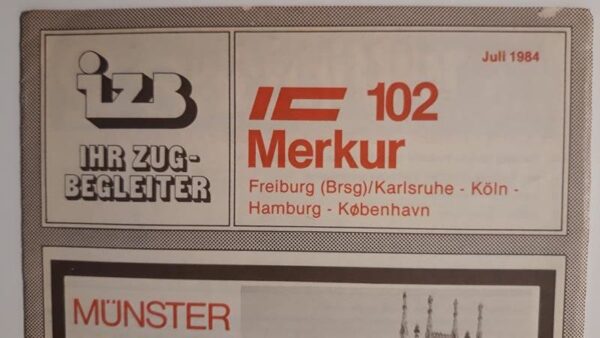 izb
IHR ZUG-
BEGLEITER
Juli 1984
IC 102
Merkur
Freiburg (Brsg)/Karlsruhe - Köln -
Hamburg - København
MÜNSTER